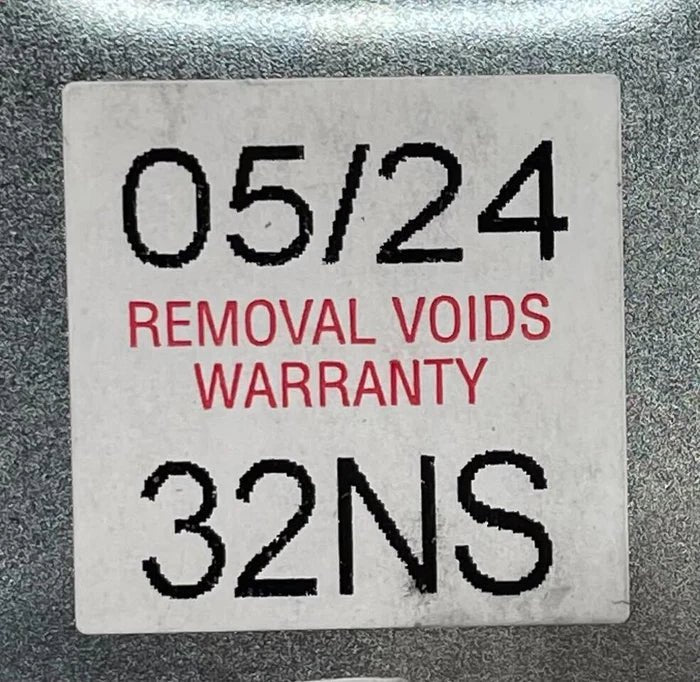 05/24
REMOVAL VOIDS
WARRANTY
32NS